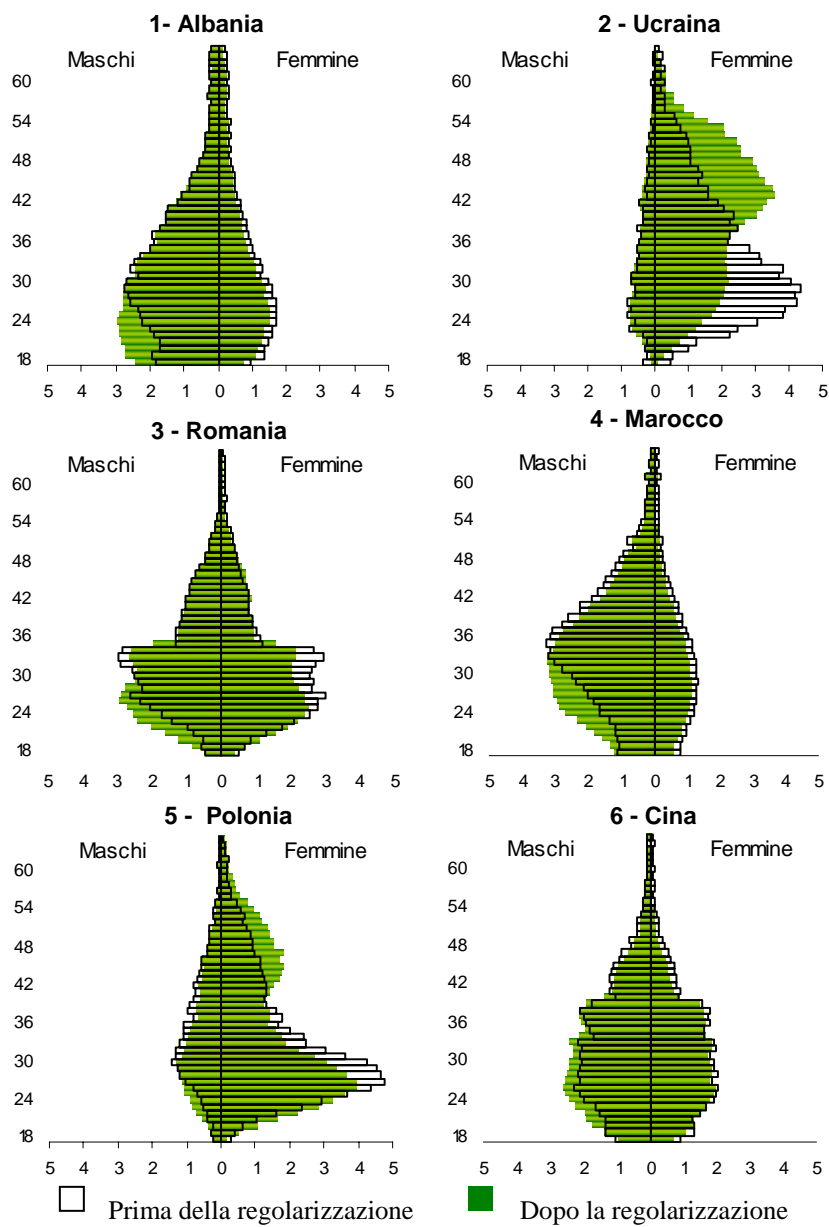 1- Albania
Maschi Femmine
60
54
48
42
36
30
24
18
5 4 3 2 1 0 1 2 3 4 5
2 - Ucraina
Maschi Femmine
60
54
48
42
36
30
24
18
5 4 3 2 1 0 1 2 3 4 5
3 - Romania
Maschi Femmine
60
54
48
42
36
30
24
18
5 4 3 2 1 0 1 2 3 4 5
4 - Marocco
Maschi Femmine
60
54
48
42
36
30
24
18
5 4 3 2 1 0 1 2 3 4 5
5 - Polonia
Maschi Femmine
60
54
48
42
36
30
24
18
5 4 3 2 1 0 1 2 3 4 5
6 - Cina
Maschi Femmine
60
54
48
42
36
30
24
18
5 4 3 2 1 0 1 2 3 4 5
Prima della regolarizzazione Dopo la regolarizzazione